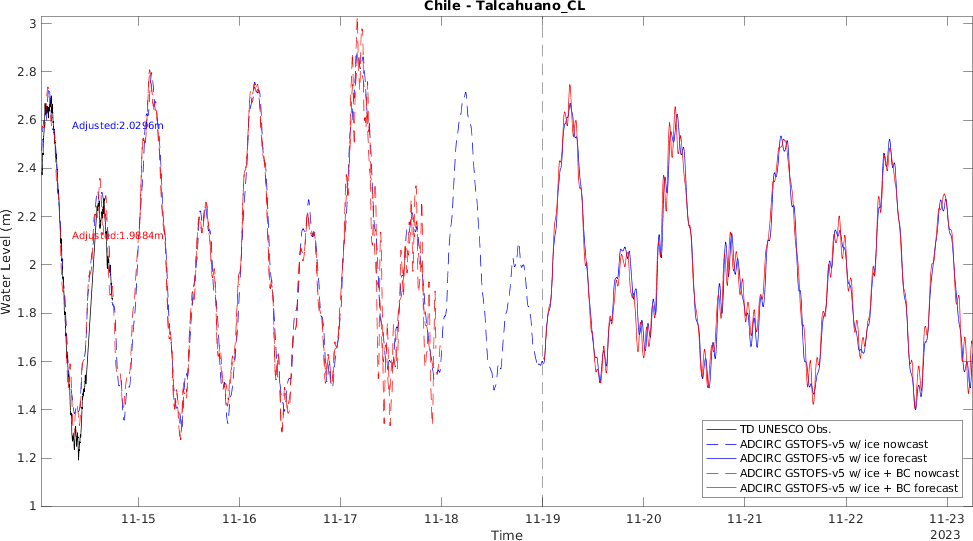 Chile - Talcahuano_CL
3
2.8
2.6
2.4
2.2
2
1.8
1.6
1.4
1.2
1
Water Level (m)
Adjusted:2.0296m
Adjusted:1.9884m
TD UNESCO Obs.
ADCIRC GSTOFS-v5 w/ ice nowcast
ADCIRC GSTOFS-v5 w/ ice forecast
ADCIRC GSTOFS-v5 w/ ice + BC nowcast
ADCIRC GSTOFS-v5 w/ ice + BC forecast
11-15 11-16 11-17 11-18 11-19 11-20 11-21 11-22 11-23
2023
Time